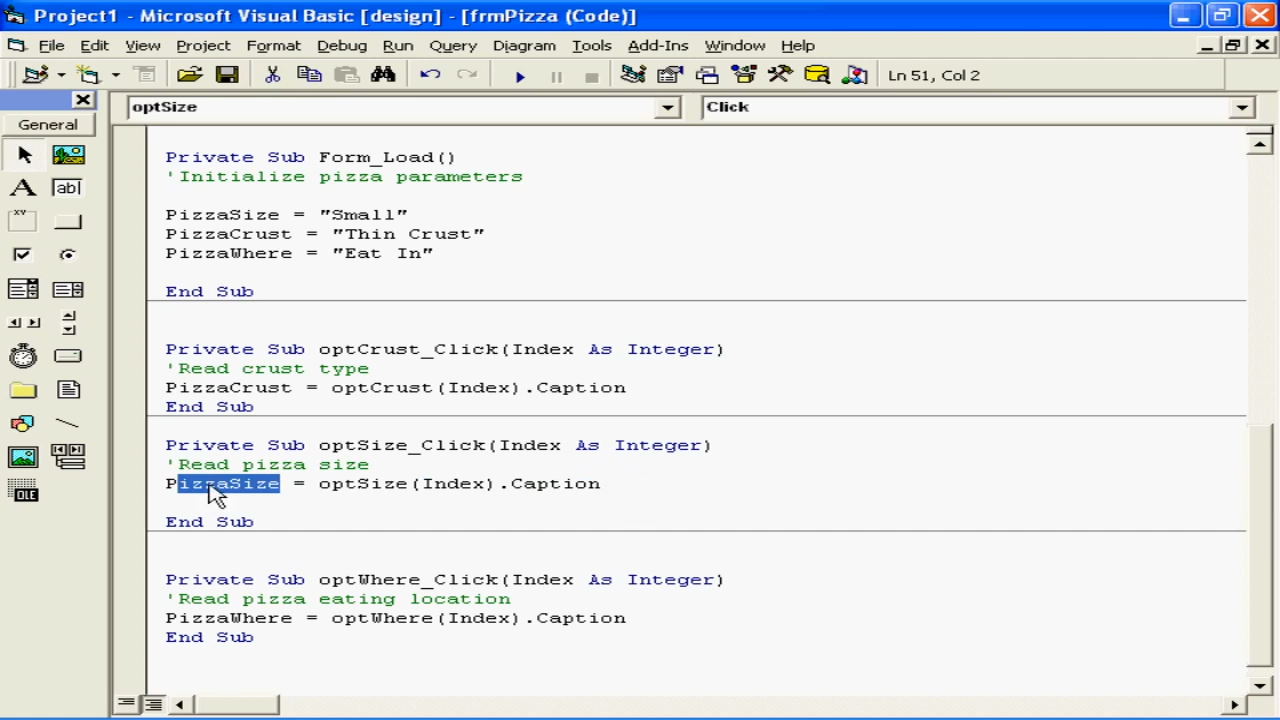 Project1 - Microsoft Visual Basic [design] - [frmPizza (Code)]
File Edit View Project Format Debug Run Query Diagram Tools Add-Ins Window Help
Ln 51, Col 2
General
optSize Click
Private Sub Form_Load()
'Initialize pizza parameters
PizzaSize = "Small"
PizzaCrust = "Thin Crust"
PizzaWhere = "Eat In"
End Sub
Private Sub optCrust_Click(Index As Integer)
'Read crust type
PizzaCrust = optCrust(Index).Caption
End Sub
Private Sub optSize_Click(Index As Integer)
'Read pizza size
PizzaSize = optSize(Index).Caption
End Sub
Private Sub optWhere_Click(Index As Integer)
'Read pizza eating location
PizzaWhere = optWhere(Index).Caption
End Sub
A
ab
XY
OLE